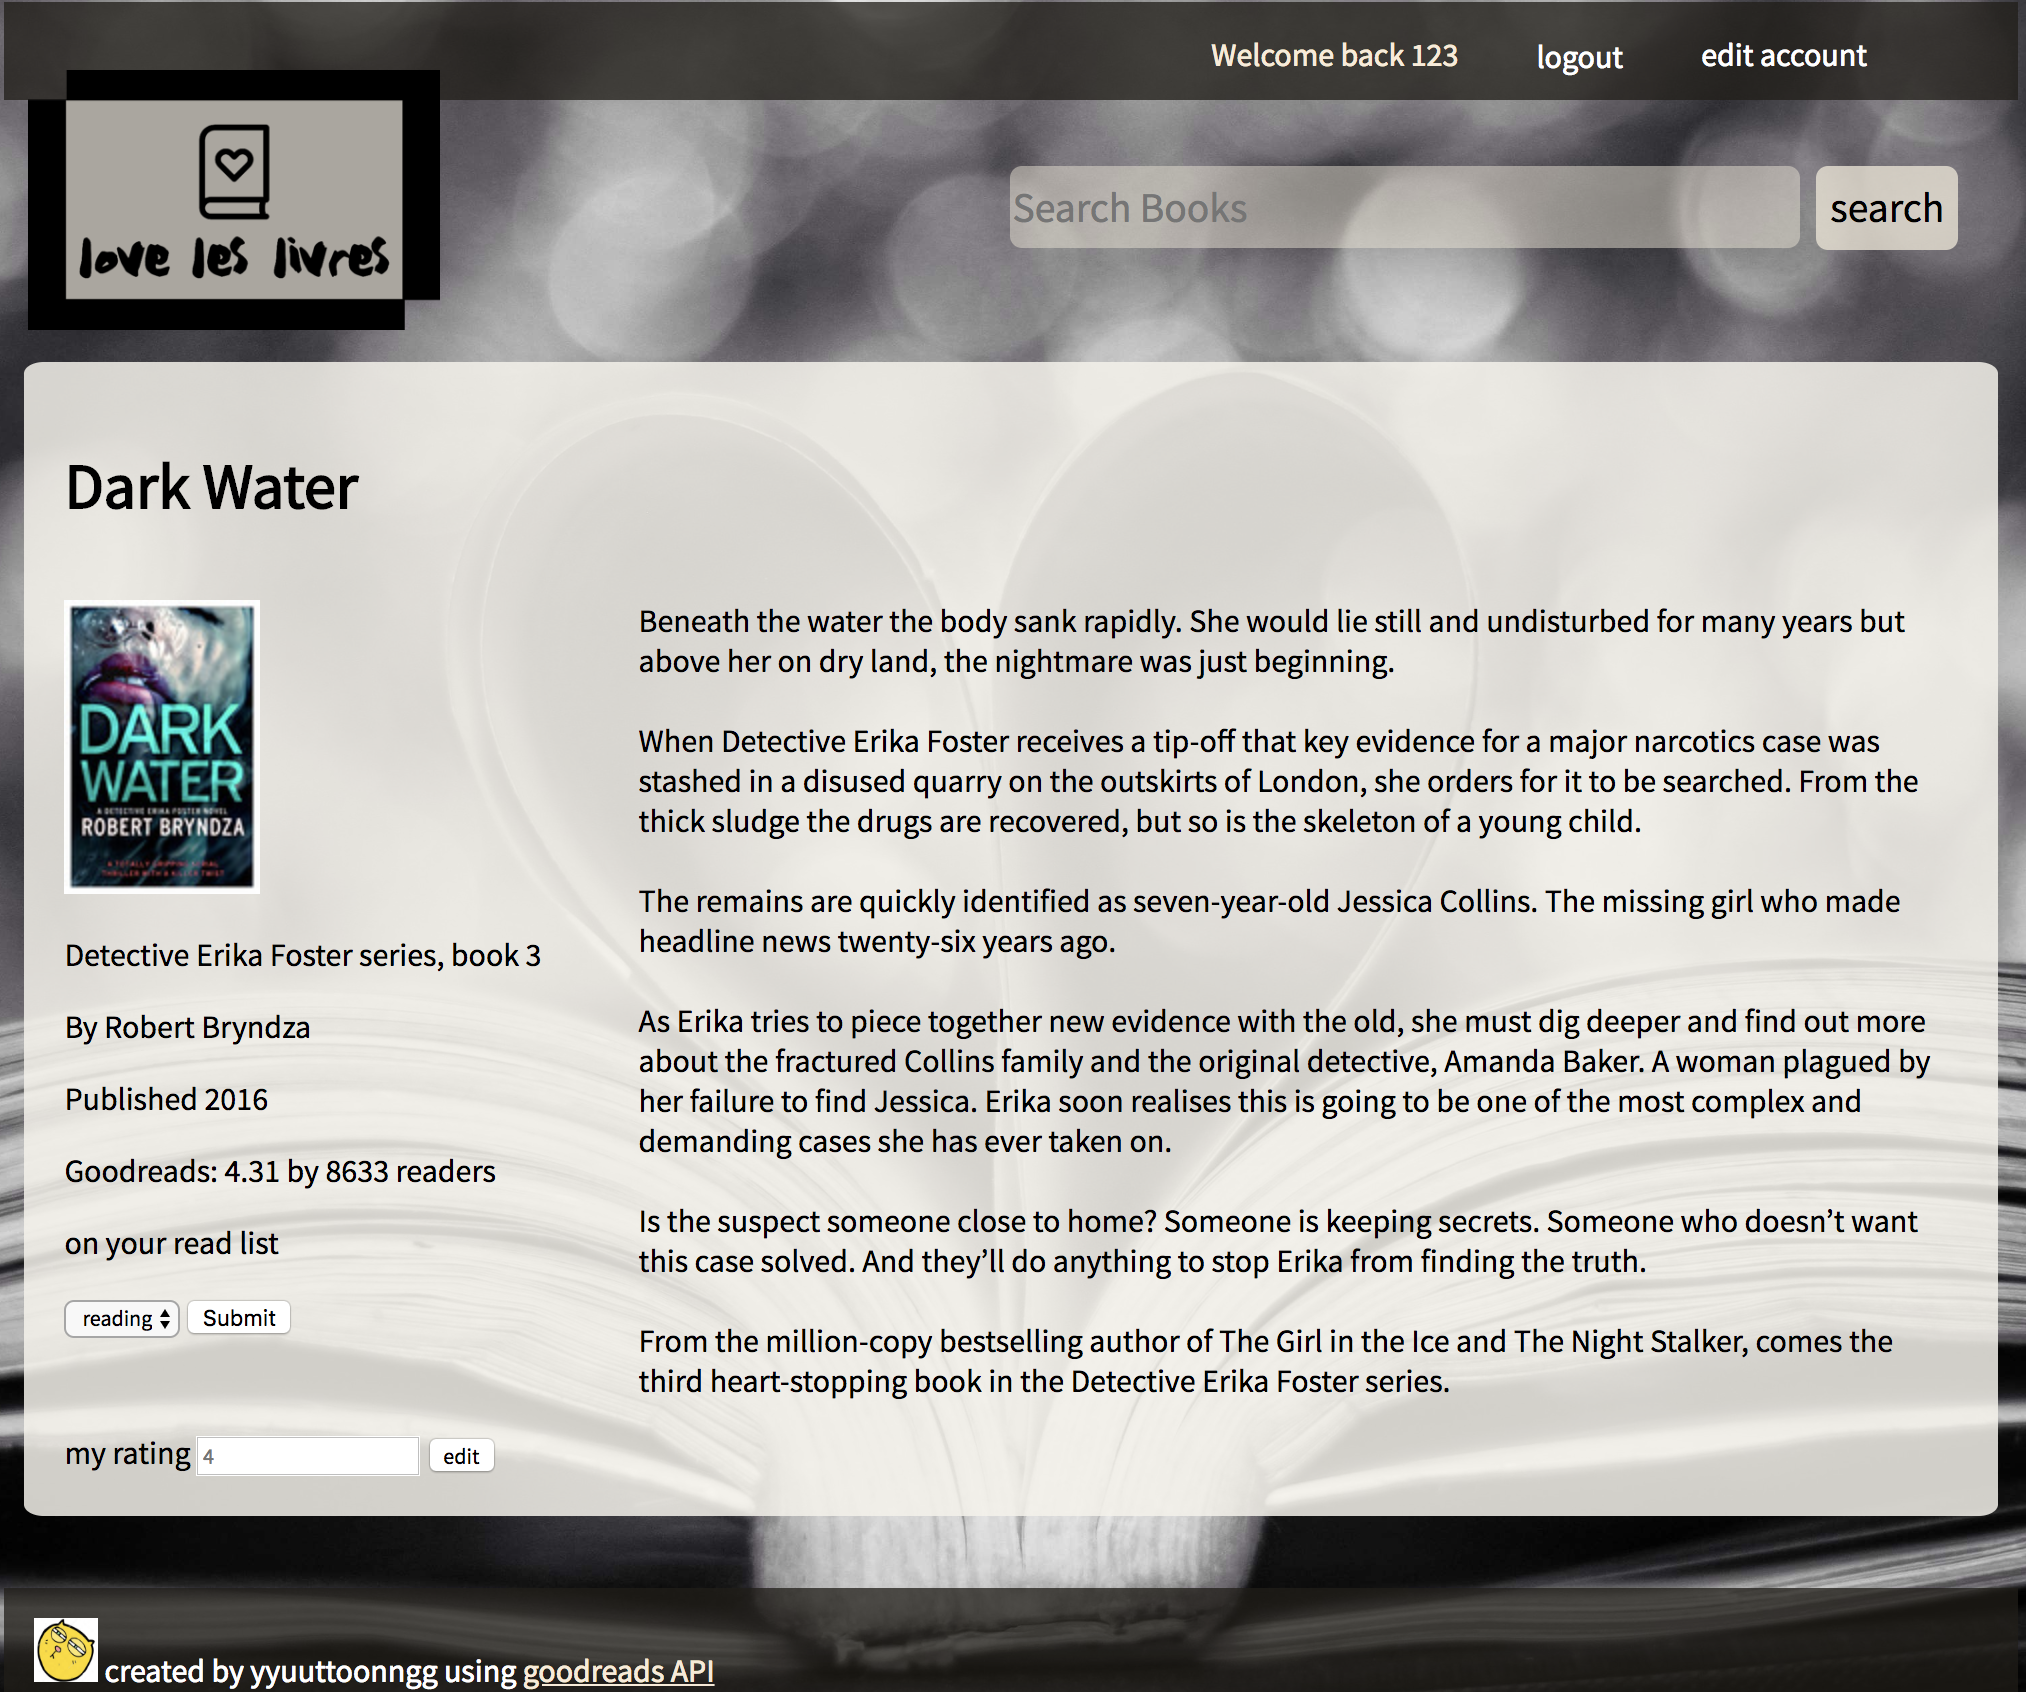 Welcome back 123
logout
edit account
love les livres
Search Books
search
Dark Water
DARK
WATER
A DETECTIVE ERIKA FOSTER NOVEL
ROBERT BRYNDZA
A TOTALLY GRIPPING SERIAL
THRILLER WITH A KILLER TWIST
Detective Erika Foster series, book 3
By Robert Bryndza
Published 2016
Goodreads: 4.31 by 8633 readers
on your read list
reading
Submit
my rating 4 edit
Beneath the water the body sank rapidly. She would lie still and undisturbed for many years but
above her on dry land, the nightmare was just beginning.
When Detective Erika Foster receives a tip-off that key evidence for a major narcotics case was
stashed in a disused quarry on the outskirts of London, she orders for it to be searched. From the
thick sludge the drugs are recovered, but so is the skeleton of a young child.
The remains are quickly identified as seven-year-old Jessica Collins. The missing girl who made
headline news twenty-six years ago.
As Erika tries to piece together new evidence with the old, she must dig deeper and find out more
about the fractured Collins family and the original detective, Amanda Baker. A woman plagued by
her failure to find Jessica. Erika soon realises this is going to be one of the most complex and
demanding cases she has ever taken on.
Is the suspect someone close to home? Someone is keeping secrets. Someone who doesn’t want
this case solved. And they’ll do anything to stop Erika from finding the truth.
From the million-copy bestselling author of The Girl in the Ice and The Night Stalker, comes the
third heart-stopping book in the Detective Erika Foster series.
created by yyuuttoonngg using goodreads API